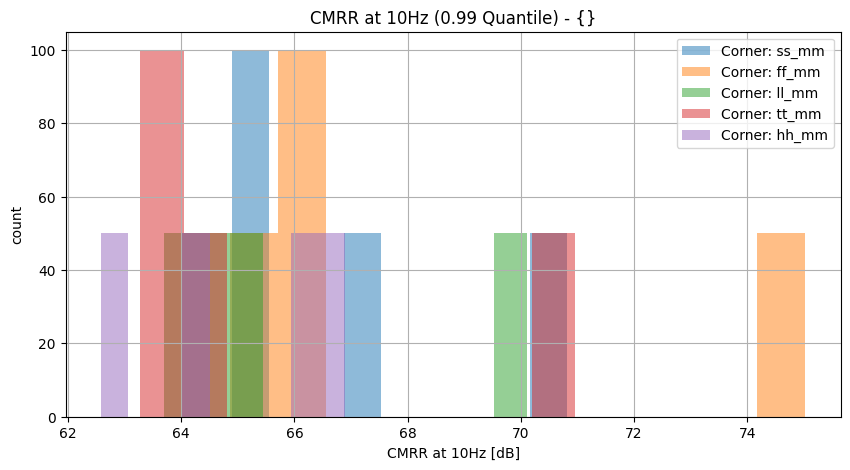 CMRR at 10Hz (0.99 Quantile) - {}
Corner: ss_mm
Corner: ff_mm
Corner: ll_mm
Corner: tt_mm
Corner: hh_mm
count
100
80
60
40
20
0
62 64 66 68 70 72 74
CMRR at 10Hz [dB]